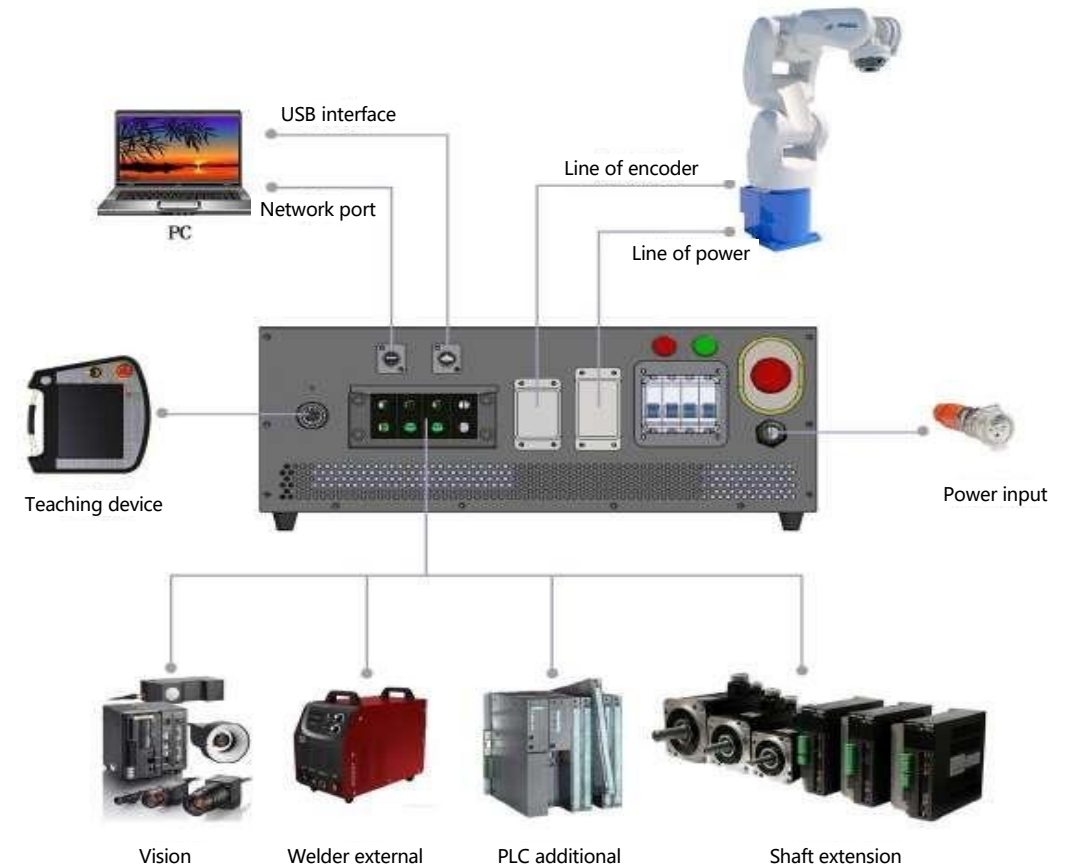 USB interface
Line of encoder
Network port
PC
Line of power
Teaching device
Power input
Vision
Welder external
PLC additional
Shaft extension